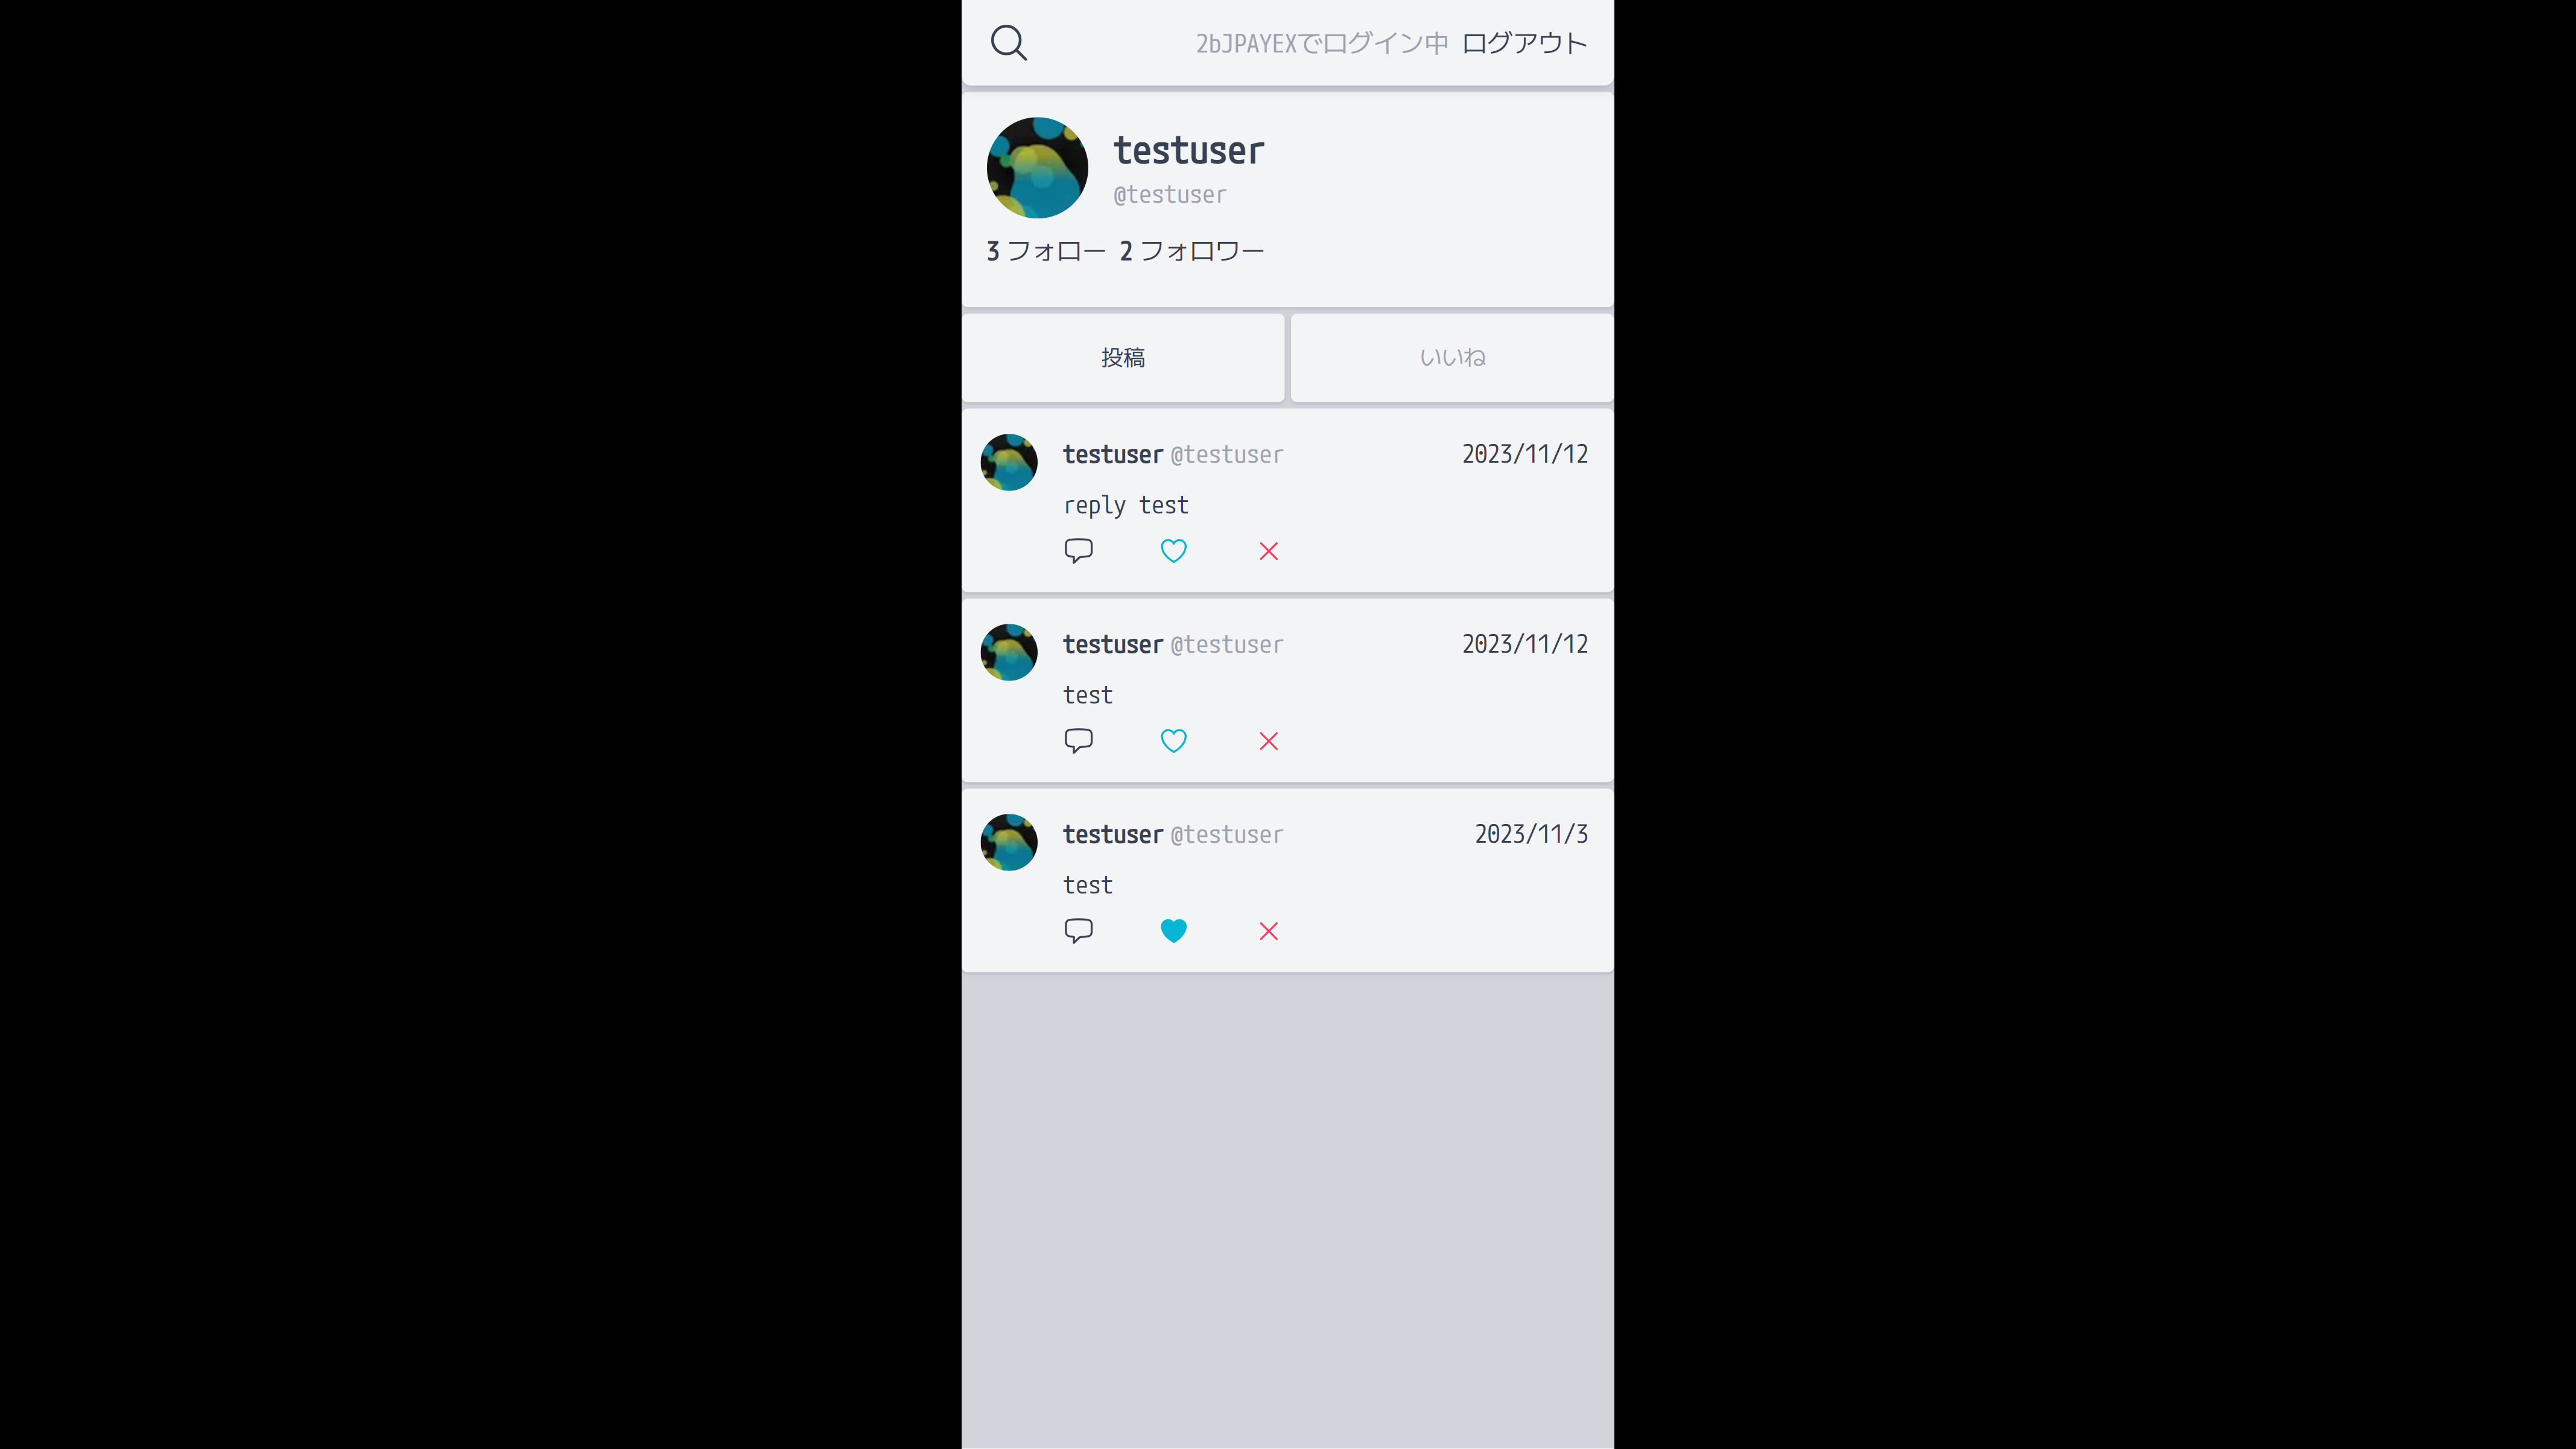 2bJPAYEXでログイン中 ログアウト
testuser
@testuser
3 フォロー 2 フォロワー
投稿 いいね
testuser @testuser 2023/11/12
reply test
testuser @testuser 2023/11/12
test
testuser @testuser 2023/11/3
test